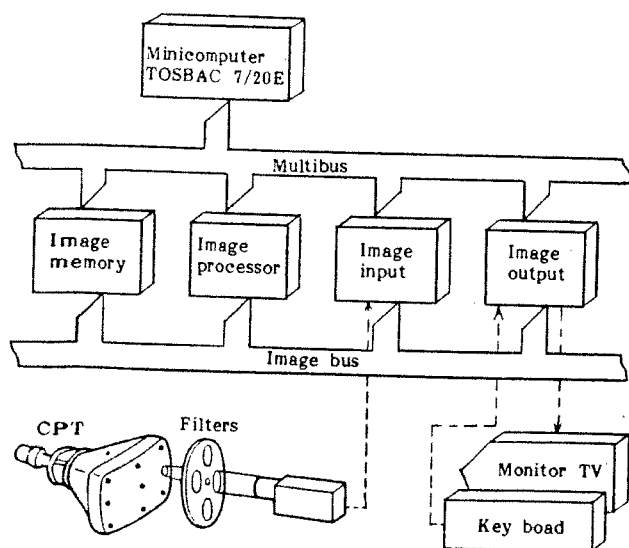 Minicomputer
TOSBAC 7/20E
Multibus
Image
memory
Image
processor
Image
input
Image
output
Image bus
CPT
Filters
Monitor TV
Key boad